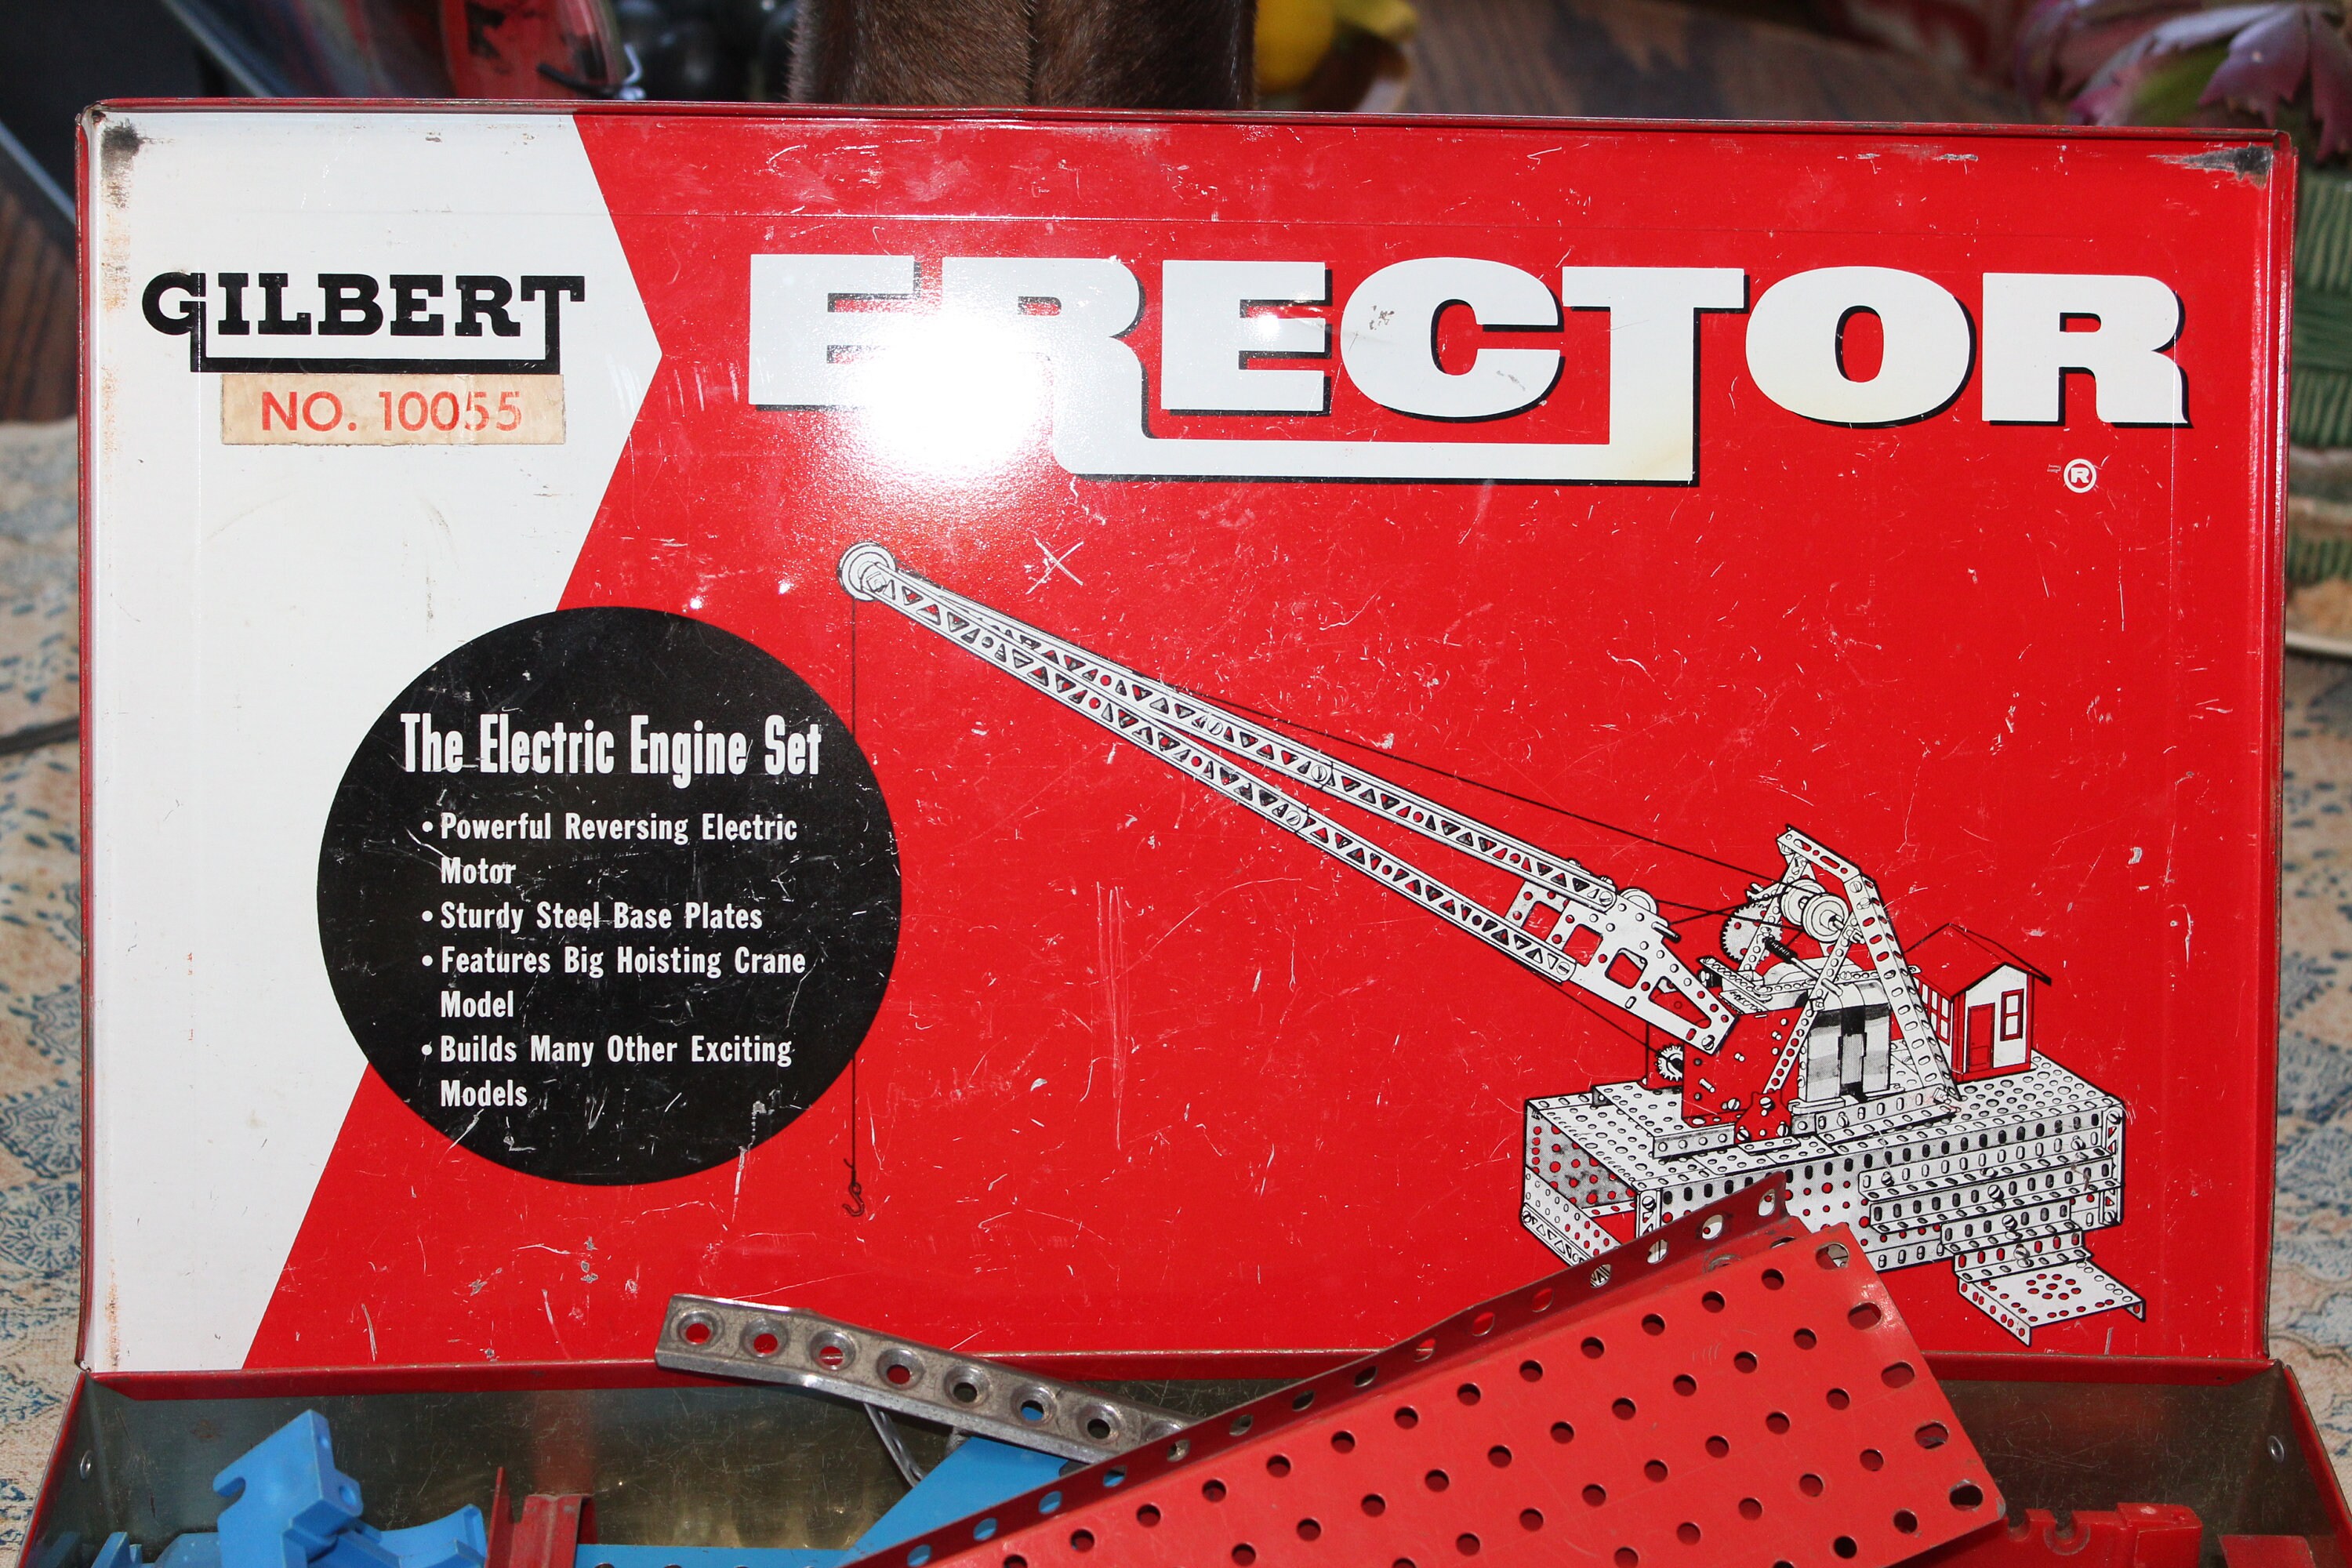 GILBERT
NO. 10055
ERECTOR
®
The Electric Engine Set
• Powerful Reversing Electric
Motor
• Sturdy Steel Base Plates
• Features Big Hoisting Crane
Model
• Builds Many Other Exciting
Models